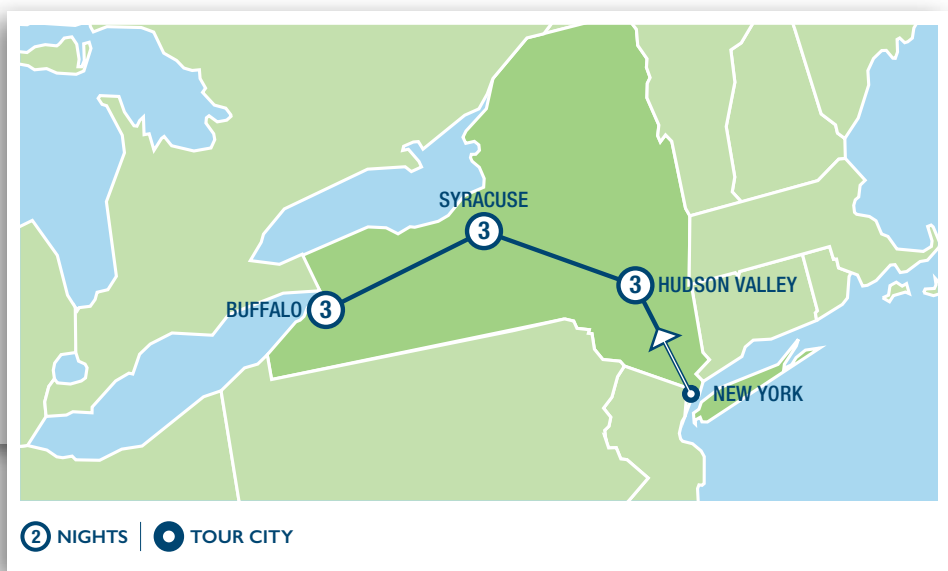 SYRACUSE
3
3 HUDSON VALLEY
BUFFALO 3
NEW YORK
2 NIGHTS | TOUR CITY